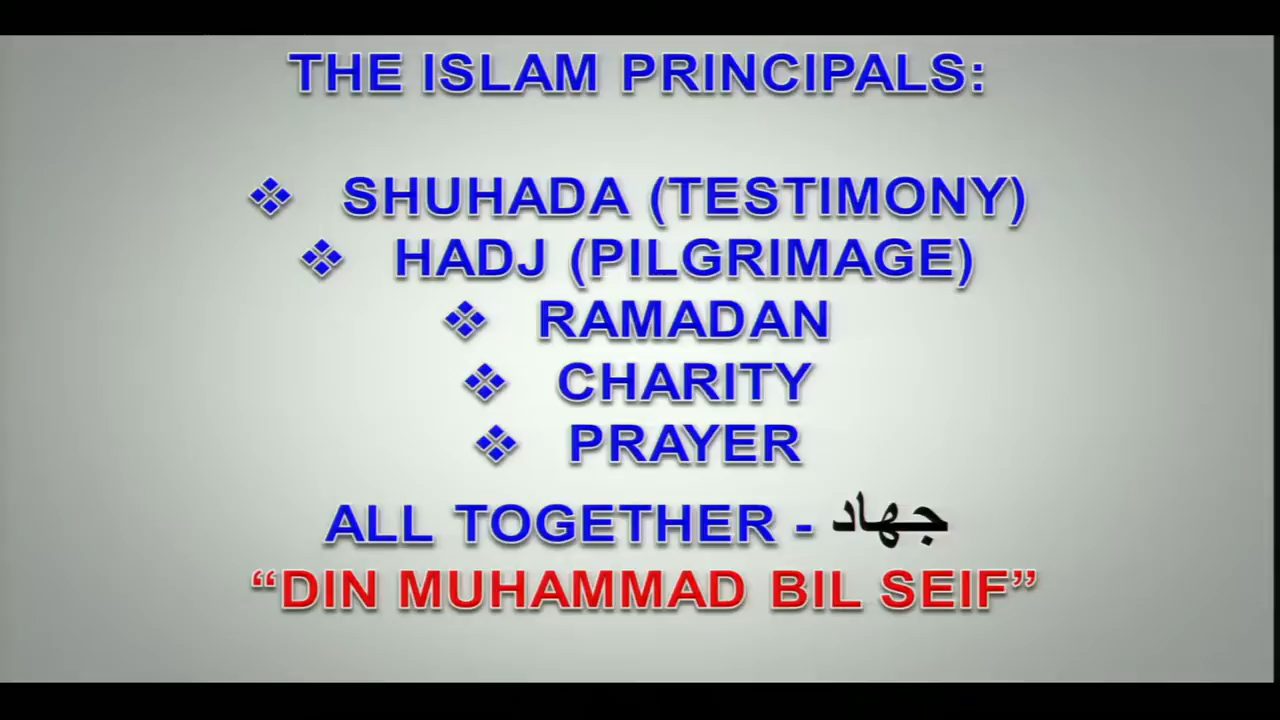 THE ISLAM PRINCIPALS:
❖ SHUHADA (TESTIMONY)
❖ HADJ (PILGRIMAGE)
❖ RAMADAN
❖ CHARITY
❖ PRAYER
ALL TOGETHER - جهاد
“DIN MUHAMMAD BIL SEIF”